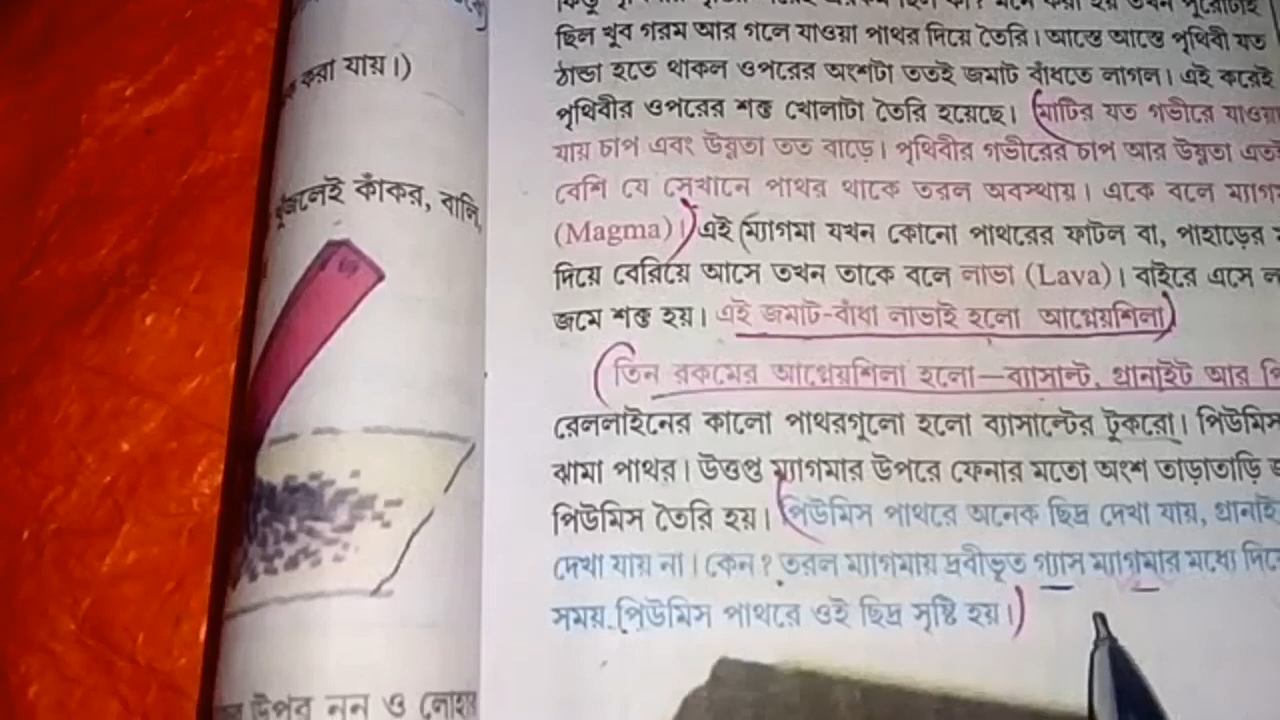 করা যায়।)
খুঁজলেই কাঁকর, বালি,
উপর নুন ও লোহার
ছিল খুব গরম আর গলে যাওয়া পাথর দিয়ে তৈরি। আস্তে আস্তে পৃথিবী যত
ঠান্ডা হতে থাকল ওপরের অংশটা ততই জমাট বাঁধতে লাগল। এই করেই
পৃথিবীর ওপরের শক্ত খোলাটা তৈরি হয়েছে। (মাটির যত গভীরে যাওয়া
যায় চাপ এবং উষ্ণতা তত বাড়ে। পৃথিবীর গভীরের চাপ আর উষ্ণতা এতই
বেশি যে সেখানে পাথর থাকে তরল অবস্থায়। একে বলে
(Magma)।) এই (ম্যাগমা যখন কোনো পাথরের ফাটল বা, পাহাড়ের
দিয়ে বেরিয়ে আসে তখন তাকে বলে লাভা (Lava)। বাইরে এসে
জমে শক্ত হয়। এই জমাট-বাঁধা লাভাই হলো আগ্নেয়শিলা)
(তিন রকমের আগ্নেয়শিলা হলো—ব্যাসাল্ট, গ্রানাইট আর
রেললাইনের কালো পাথরগুলো হলো ব্যাসাল্টের টুকরো। পিউমিস
ঝামা পাথর। উত্তপ্ত ম্যাগমার উপরে ফেনার মতো অংশ তাড়াতাড়ি
পিউমিস তৈরি হয়। (পিউমিস পাথরে অনেক ছিদ্র দেখা যায়,
দেখা যায় না। কেন? তরল ম্যাগমায় দ্রবীভূত গ্যাস ম্যাগমার মধ্যে
সময় পিউমিস পাথরে ওই ছিদ্র সৃষ্টি হয়।)